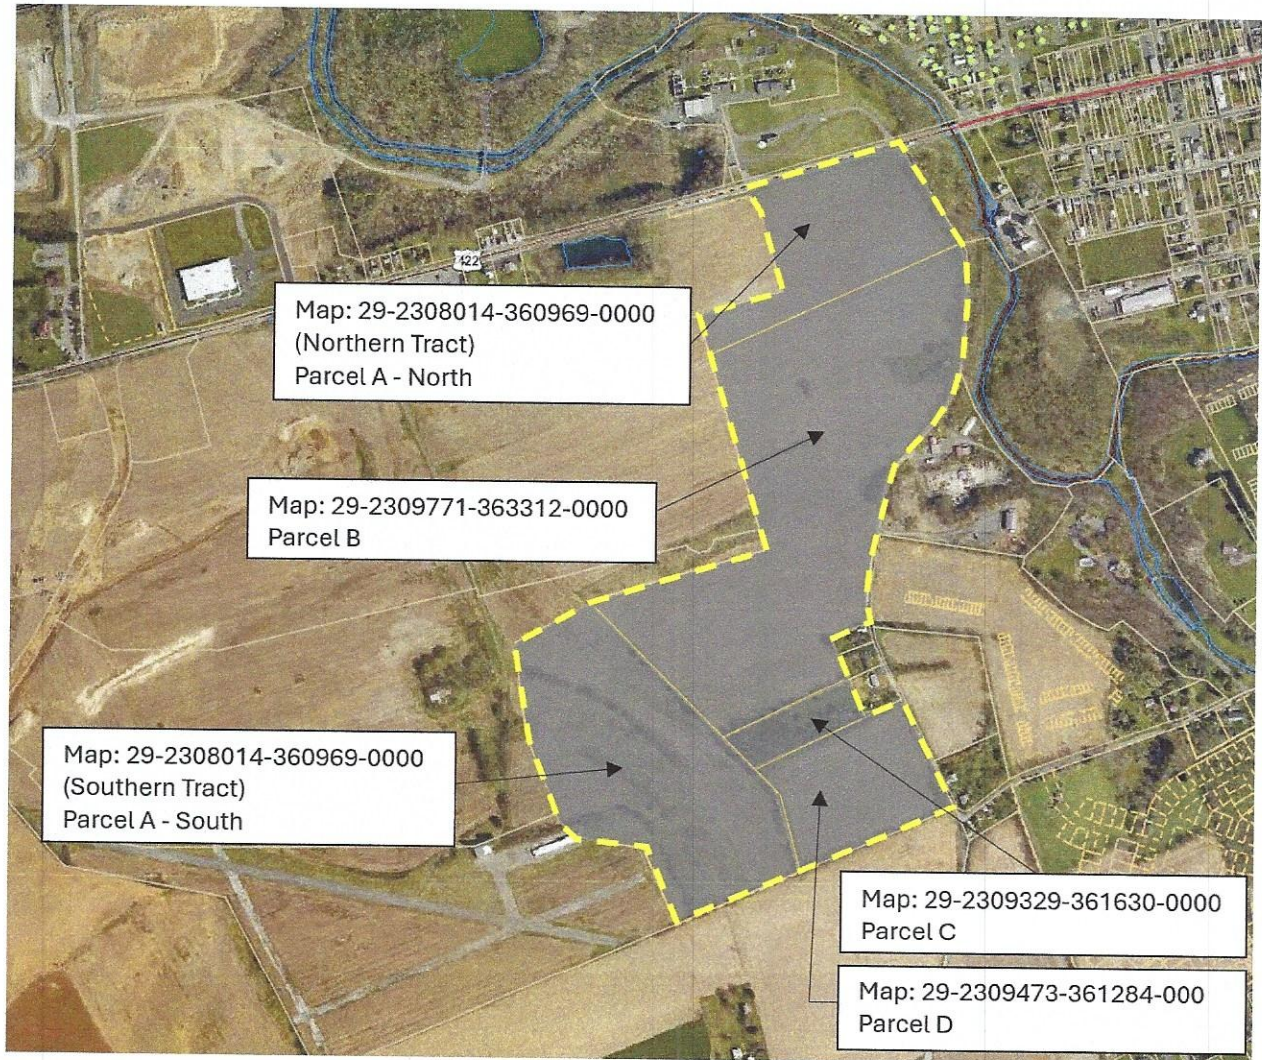 422
Map: 29-2308014-360969-0000
(Northern Tract)
Parcel A - North
Map: 29-2309771-363312-0000
Parcel B
Map: 29-2308014-360969-0000
(Southern Tract)
Parcel A - South
Map: 29-2309329-361630-0000
Parcel C
Map: 29-2309473-361284-000
Parcel D